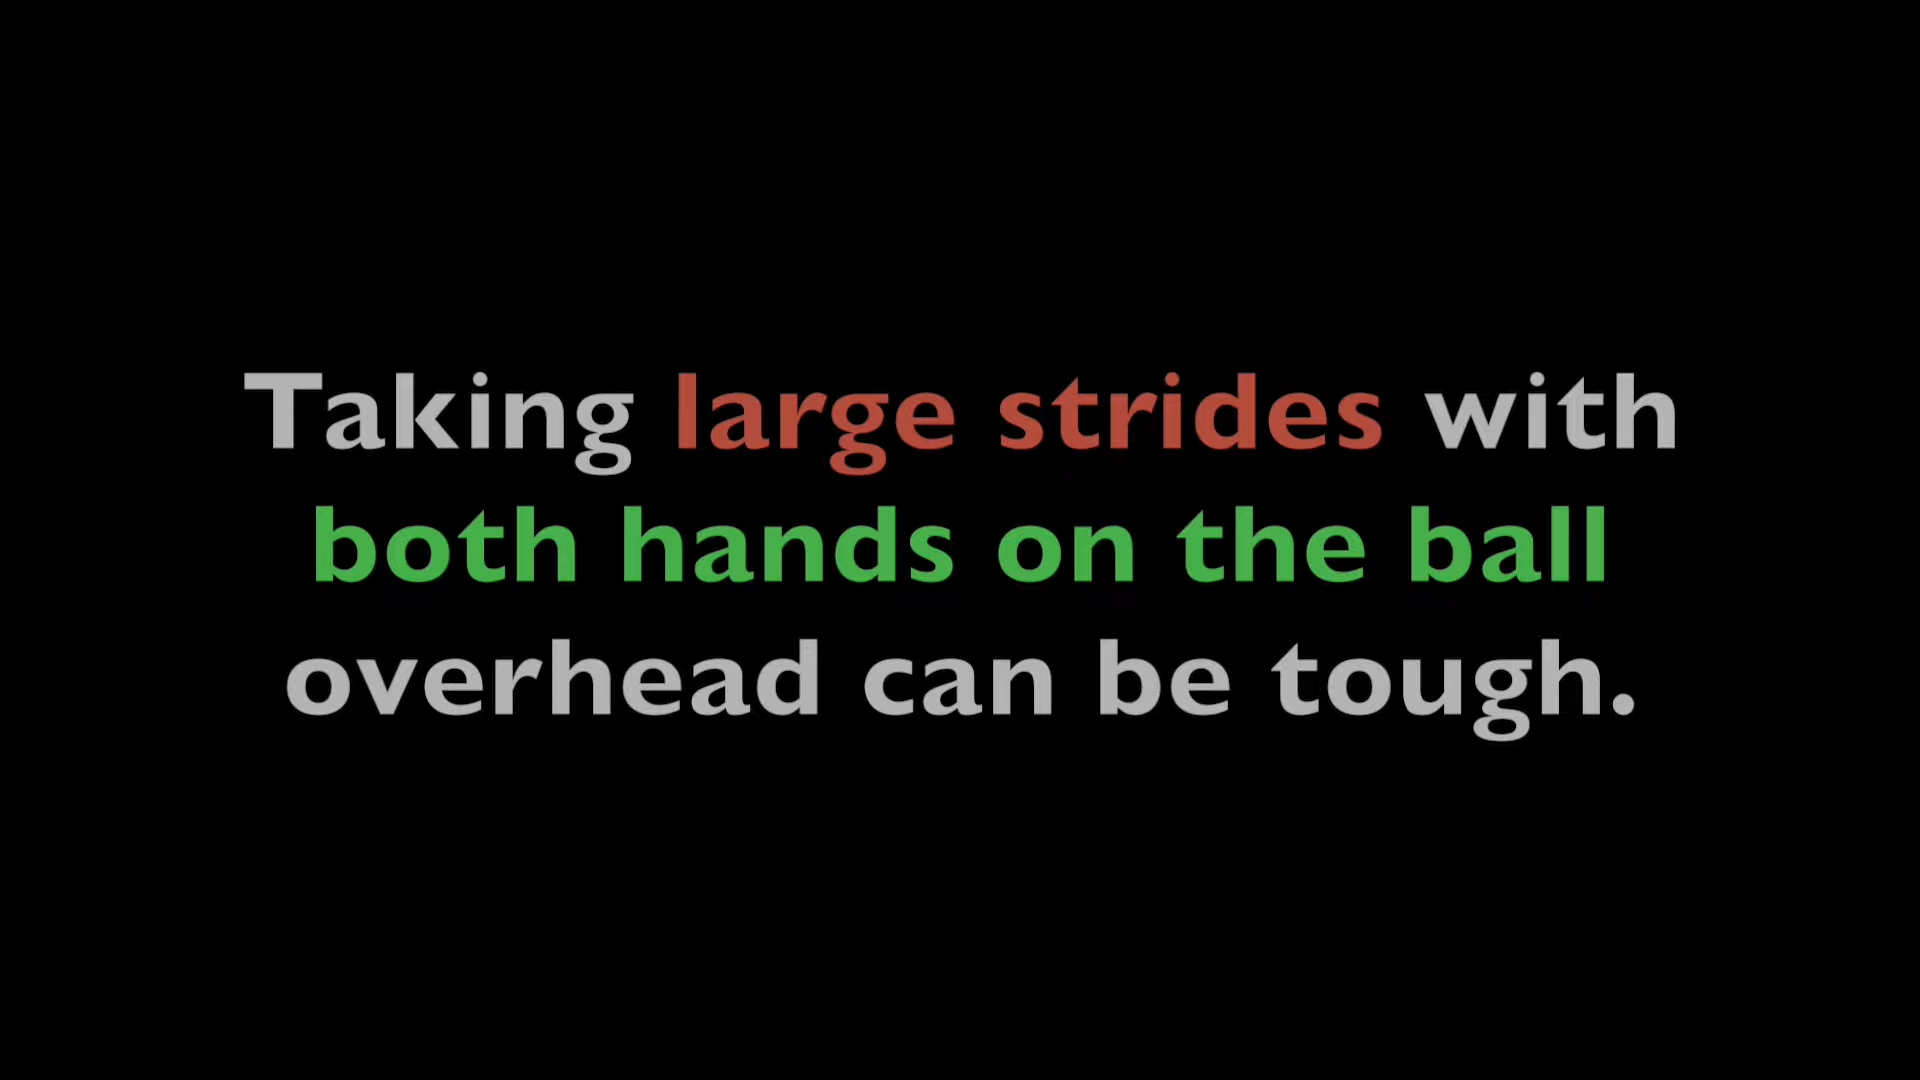 Taking large strides with
both hands on the ball
overhead can be tough.